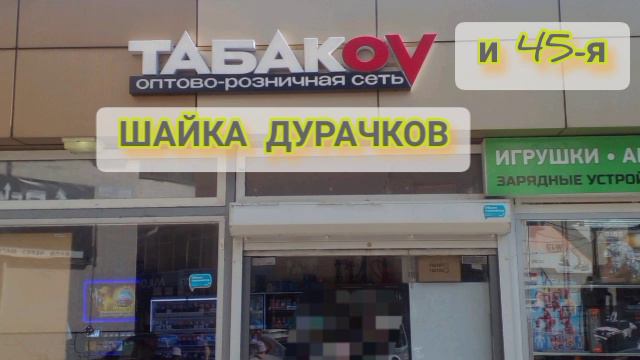 ТАБАКOV
ОПТОВО-РОЗНИЧНАЯ СЕТЬ
и 45-я
ШАЙКА ДУРАЧКОВ
ИГРУШКИ • А
ЗАРЯДНЫЕ УСТРОЙ